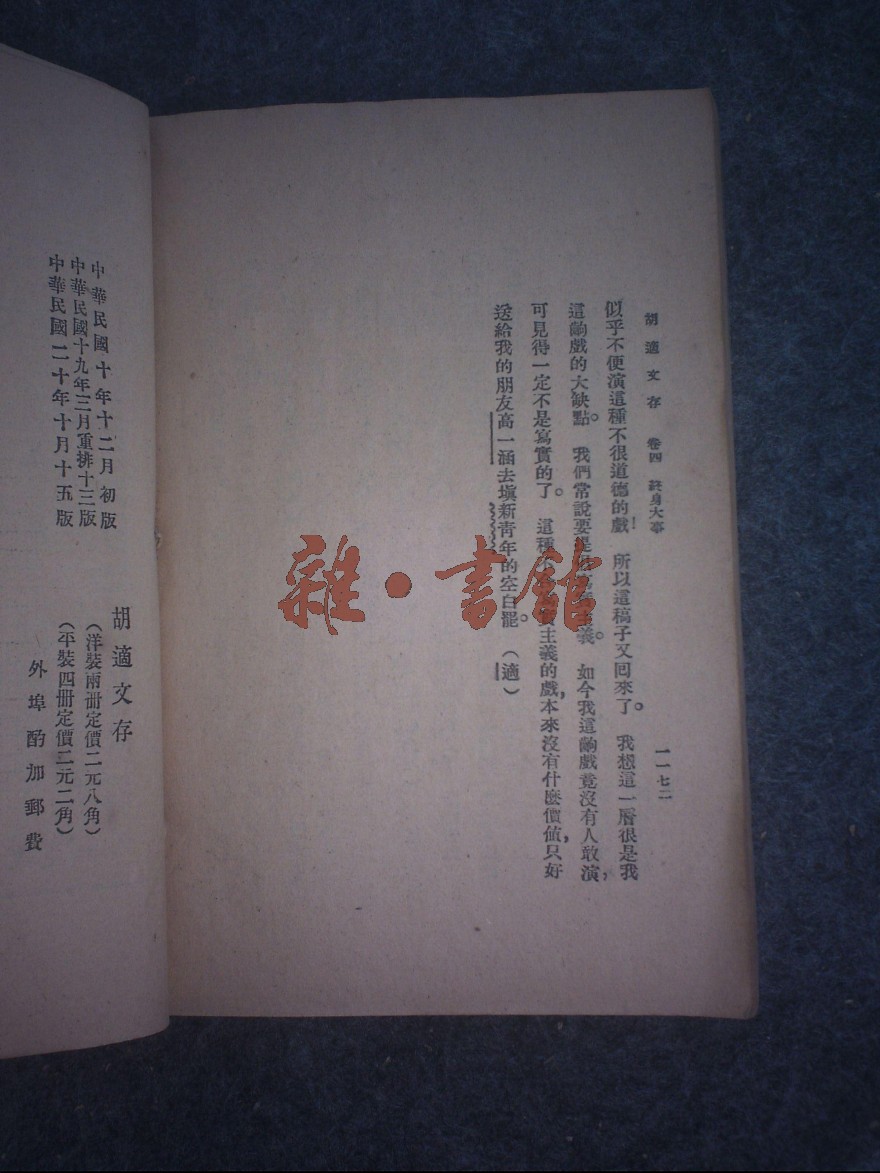 胡適文存 卷四 終身大事 一一七二
似乎不便演這種不很道德的戲！所以這稿子又回來了。我想這一層很是我
這齣戲的大缺點。我們常說要是 義。如今我這齣戲竟沒有人敢演，
可見得一定不是寫實的了。這種不 主義的戲，本來沒有什麼價值，只好
送給我的朋友高一涵去填新青年的空白罷。（適）
雜·書館
胡適文存
（洋裝兩冊定價二元八角）
（平裝四冊定價二元二角）
外埠酌加郵費
中華民國十年十二月初版
中華民國十九年三月重排十三版
中華民國二十年十月十五版